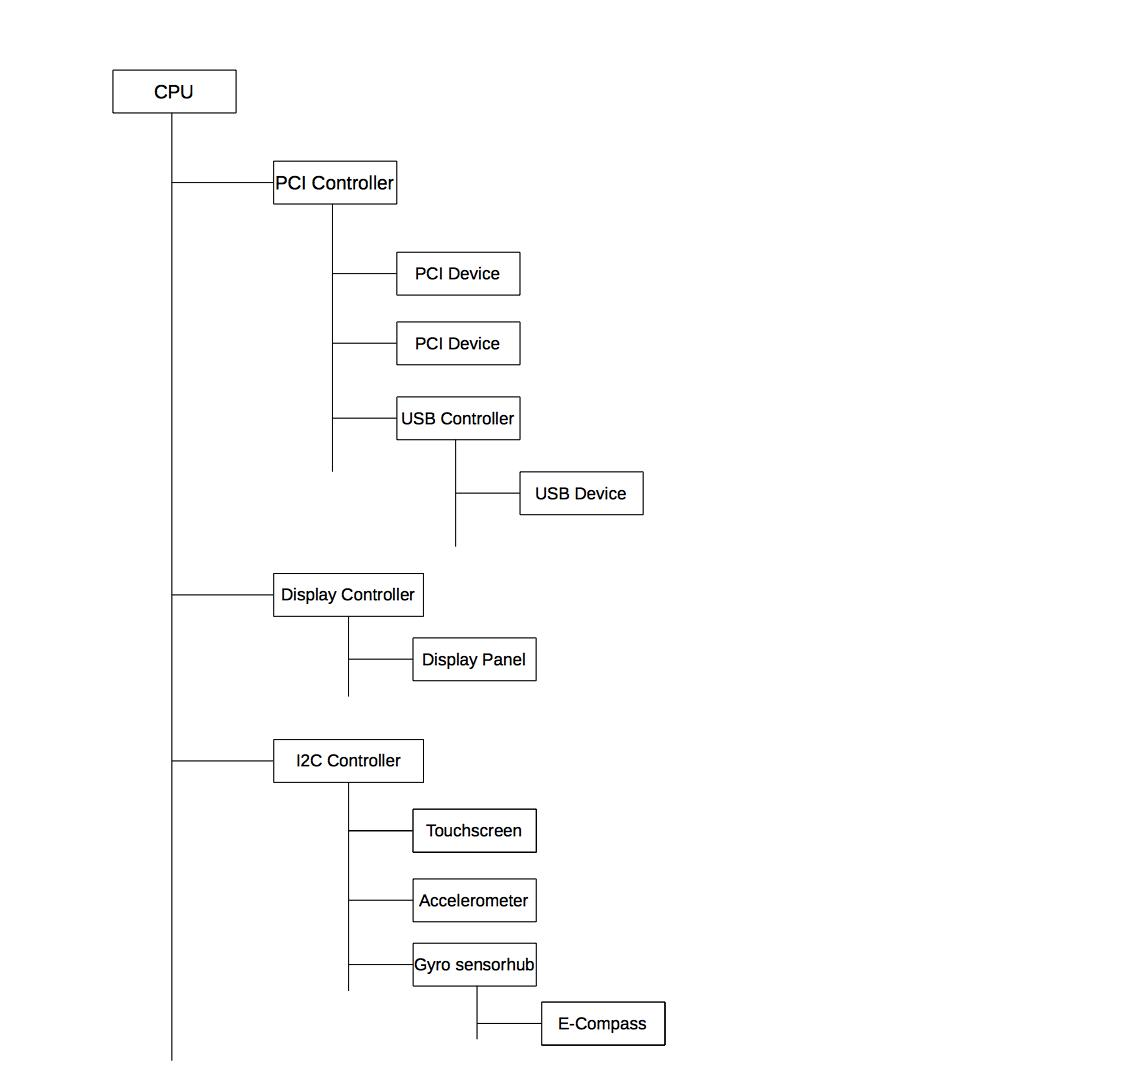 CPU
PCI Controller
PCI Device
PCI Device
USB Controller
USB Device
Display Controller
Display Panel
I2C Controller
Touchscreen
Accelerometer
Gyro sensorhub
E-Compass